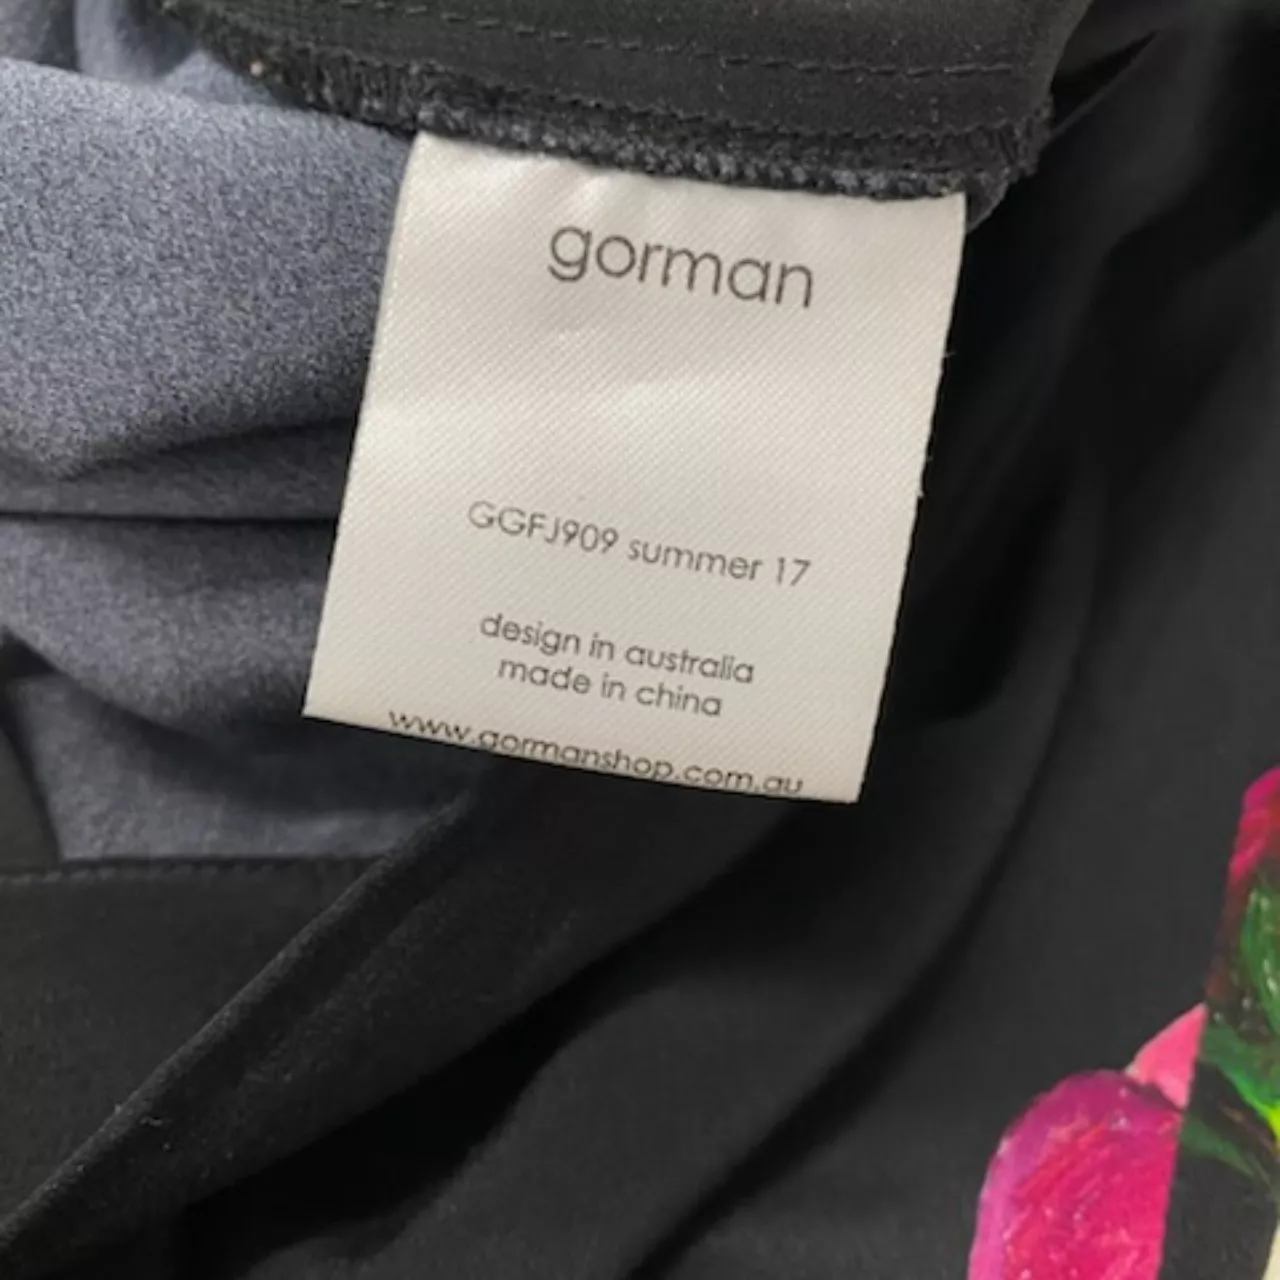 gorman
GGFJ909 summer 17
design in australia
made in china
www.gormanshop.com.au